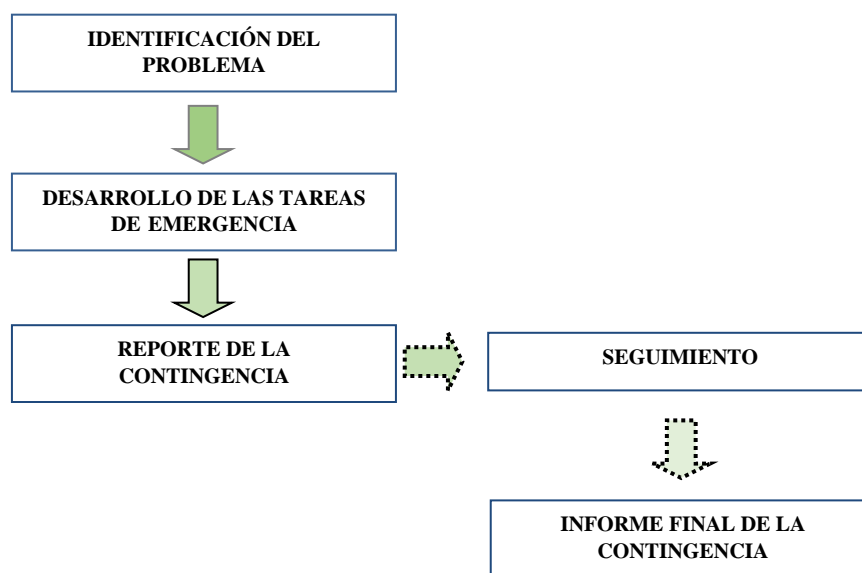 IDENTIFICACIÓN DEL
PROBLEMA
DESARROLLO DE LAS TAREAS
DE EMERGENCIA
REPORTE DE LA
CONTINGENCIA
SEGUIMIENTO
INFORME FINAL DE LA
CONTINGENCIA